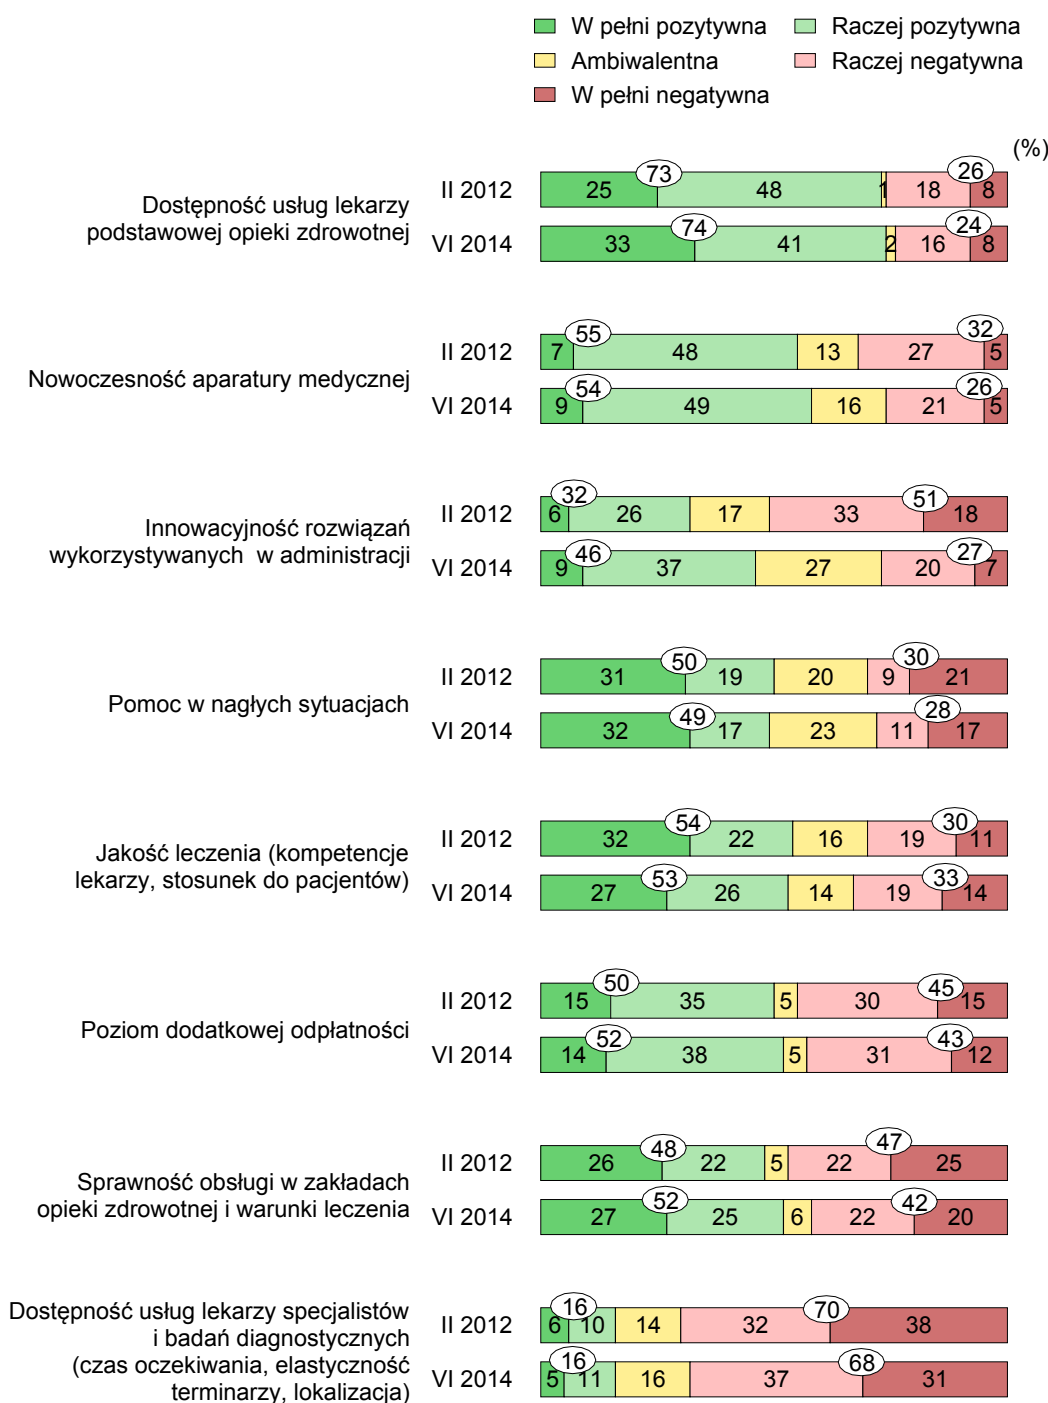 W pełni pozytywna
Raczej pozytywna
Ambiwalentna
Raczej negatywna
W pełni negatywna
(%)
Dostępność usług lekarzy
podstawowej opieki zdrowotnej
II 2012
25 73 48 1 18 26 8
VI 2014
33 74 41 2 16 24 8
Nowoczesność aparatury medycznej
II 2012
7 55 48 13 27 32 5
VI 2014
9 54 49 16 21 26 5
Innowacyjność rozwiązań
wykorzystywanych w administracji
II 2012
6 32 26 17 33 51 18
VI 2014
9 46 37 27 20 27 7
Pomoc w nagłych sytuacjach
II 2012
31 50 19 20 9 30 21
VI 2014
32 49 17 23 11 28 17
Jakość leczenia (kompetencje
lekarzy, stosunek do pacjentów)
II 2012
32 54 22 16 19 30 11
VI 2014
27 53 26 14 19 33 14
Poziom dodatkowej odpłatności
II 2012
15 50 35 5 30 45 15
VI 2014
14 52 38 5 31 43 12
Sprawność obsługi w zakładach
opieki zdrowotnej i warunki leczenia
II 2012
26 48 22 5 22 47 25
VI 2014
27 52 25 6 22 42 20
Dostępność usług lekarzy specjalistów
i badań diagnostycznych
(czas oczekiwania, elastyczność
terminarzy, lokalizacja)
II 2012
6 16 10 14 32 70 38
VI 2014
5 16 11 16 37 68 31